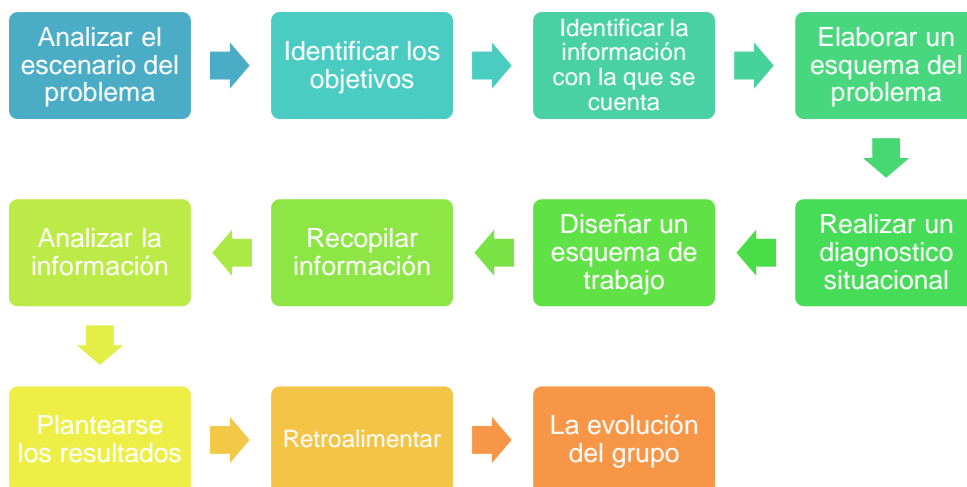 Analizar el
escenario del
problema
Identificar los
objetivos
Identificar la
información
con la que se
cuenta
Elaborar un
esquema del
problema
Realizar un
diagnostico
situacional
Diseñar un
esquema de
trabajo
Recopilar
información
Analizar la
información
Plantearse
los resultados
Retroalimentar
La evolución
del grupo